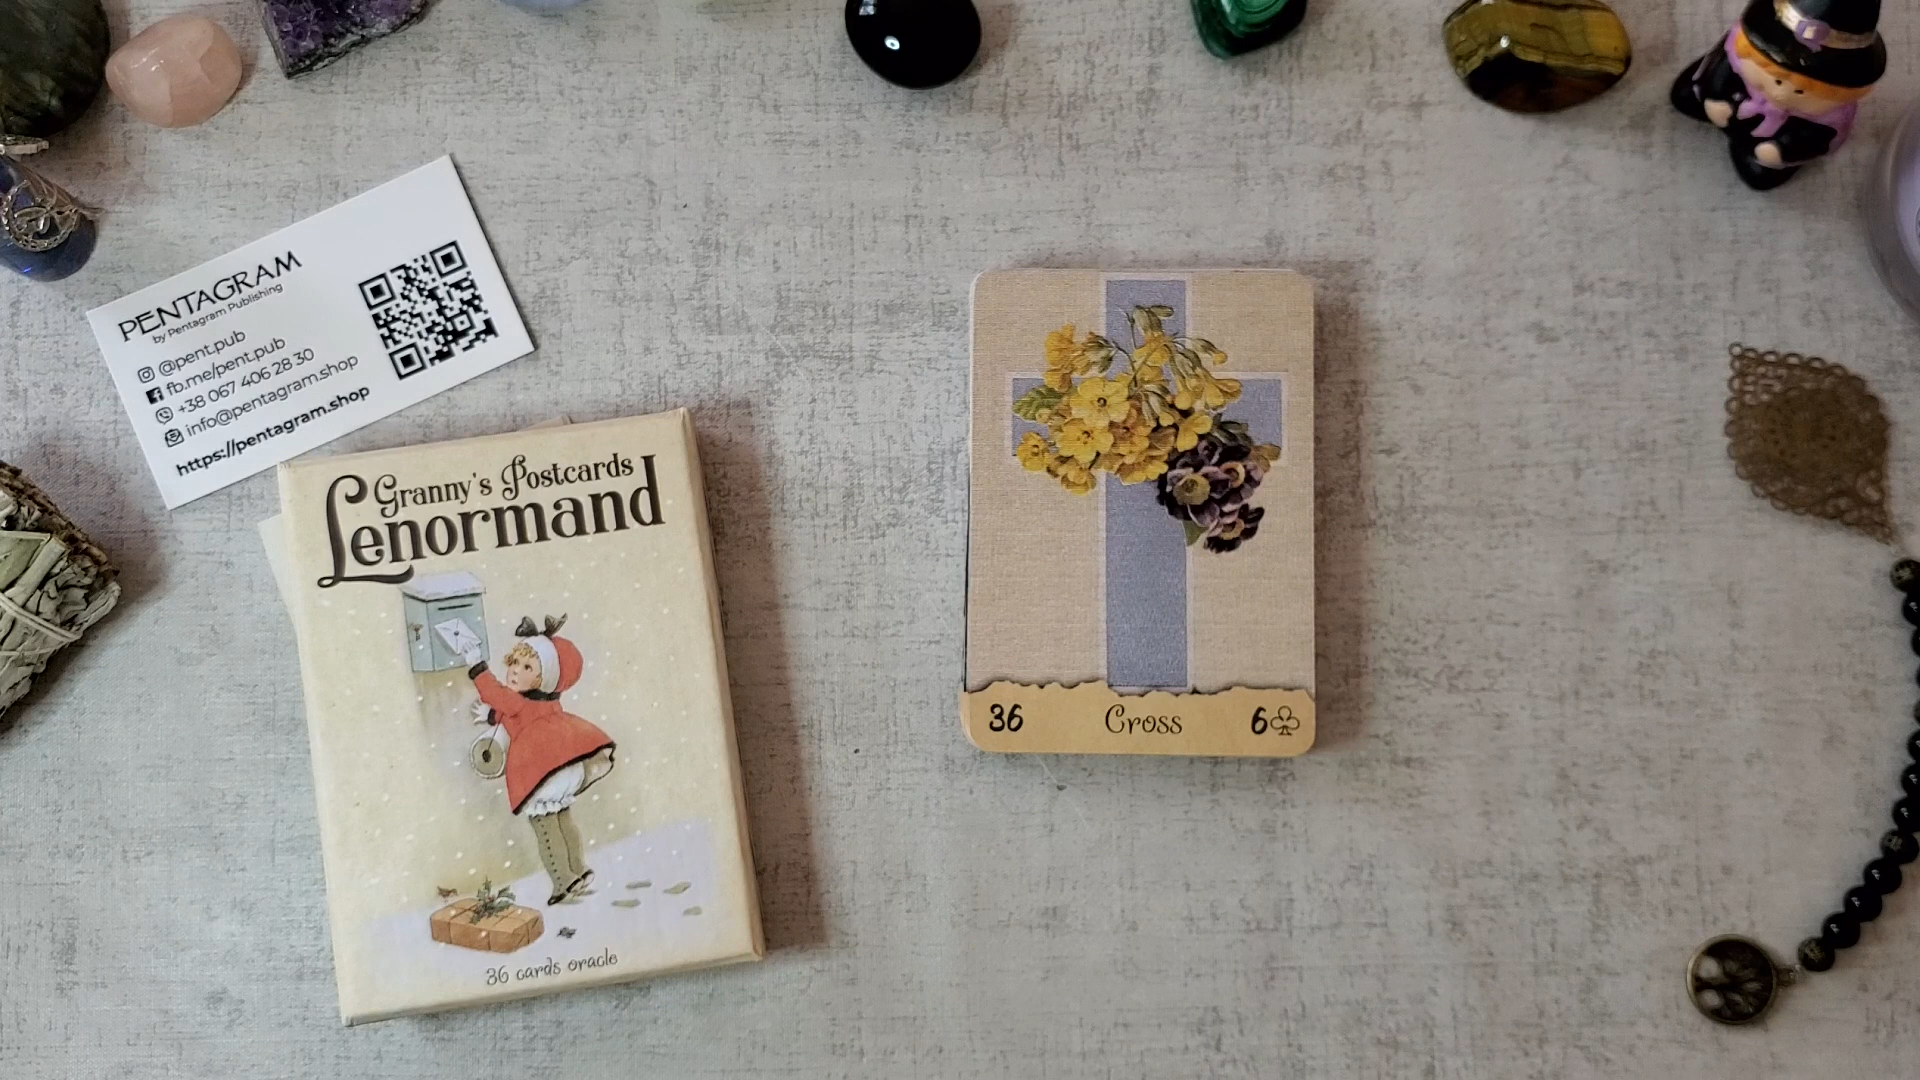 PENTAGRAM
by Pentagram Publishing
@pent.pub
fb.me/pent.pub
+38 067 406 28 30
info@pentagram.shop
https://pentagram.shop
Granny's Postcards
Lenormand
36 cards oracle
36 Cross 6♣